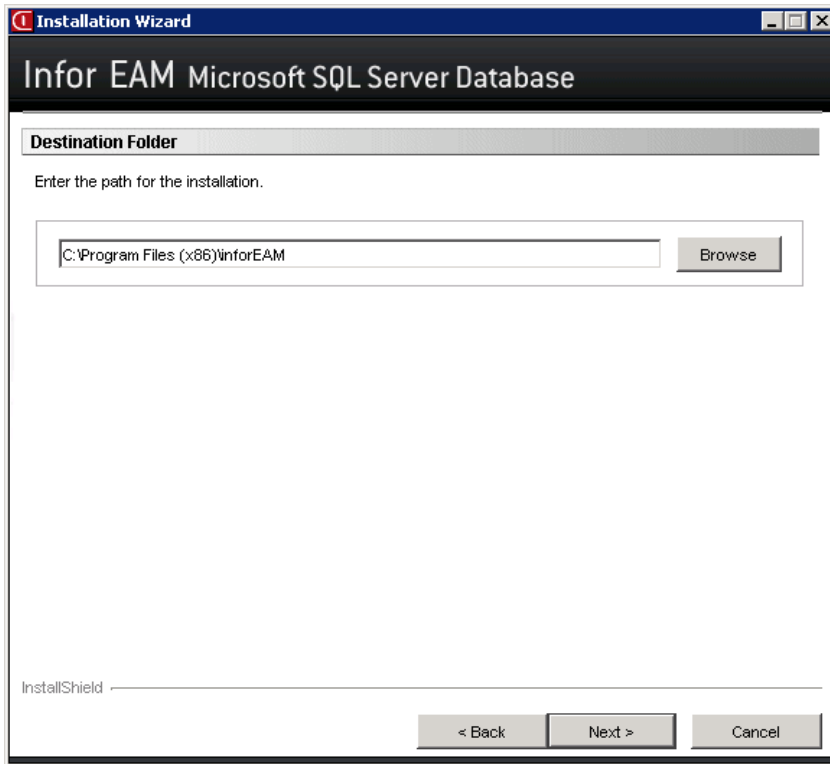 Installation Wizard
Infor EAM Microsoft SQL Server Database
Destination Folder
Enter the path for the installation.
C:\Program Files (x86)\inforEAM
Browse
InstallShield
< Back
Next >
Cancel